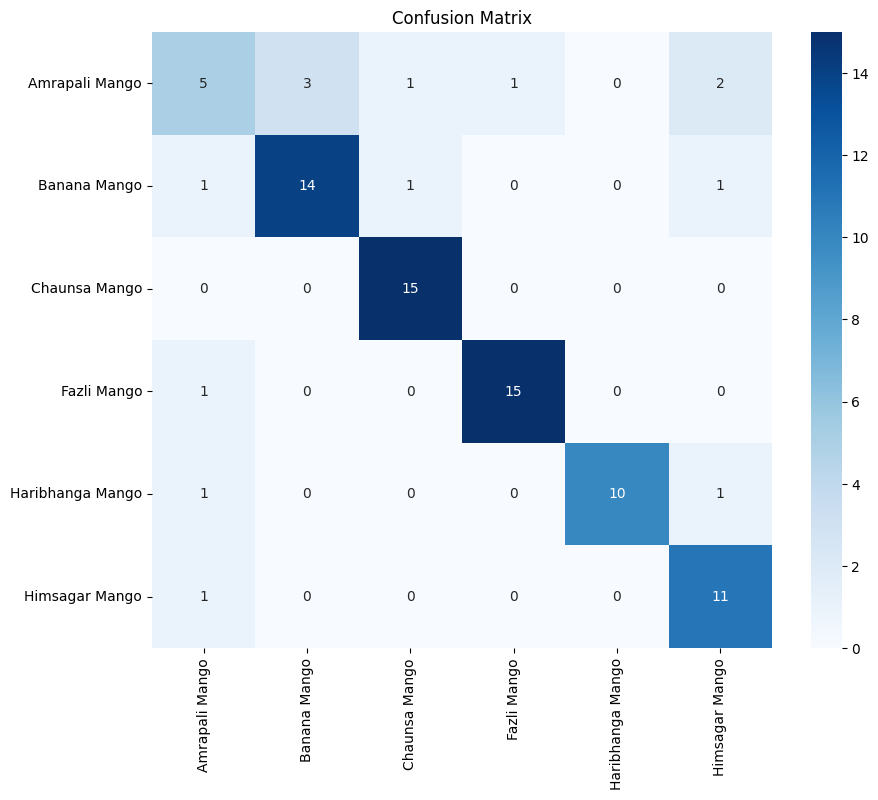 Confusion Matrix
Amrapali Mango 5 3 1 1 0 2
Banana Mango 1 14 1 0 0 1
Chaunsa Mango 0 0 15 0 0 0
Fazli Mango 1 0 0 15 0 0
Haribhanga Mango 1 0 0 0 10 1
Himsagar Mango 1 0 0 0 0 11
Amrapali Mango
Banana Mango
Chaunsa Mango
Fazli Mango
Haribhanga Mango
Himsagar Mango
14
12
10
8
6
4
2
0